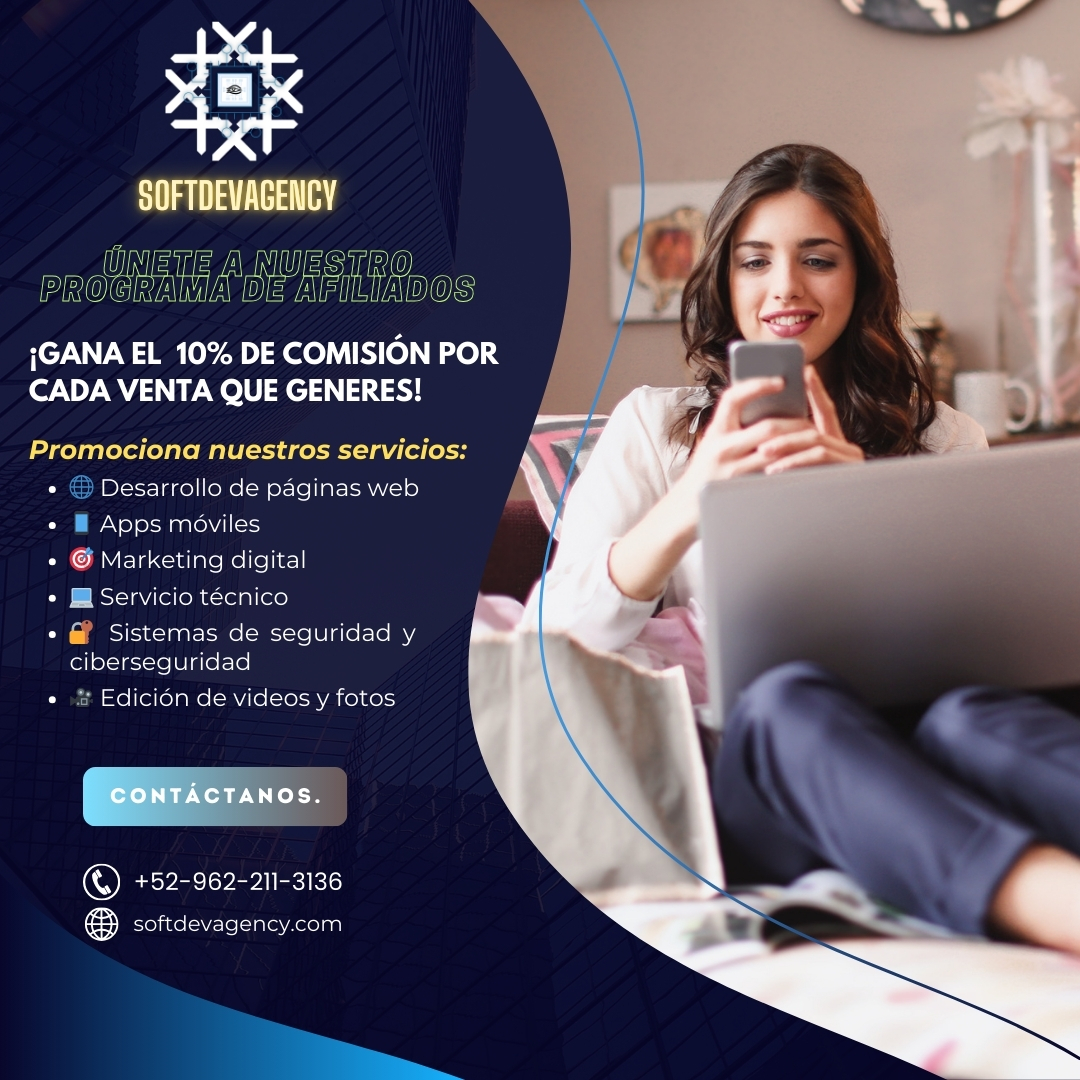 SOFTDEVAGENCY
ÚNETE A NUESTRO
PROGRAMA DE AFILIADOS
¡GANA EL 10% DE COMISIÓN POR
CADA VENTA QUE GENERES!
Promociona nuestros servicios:
• 🌐 Desarrollo de páginas web
• 📱 Apps móviles
• 🎯 Marketing digital
• 💻 Servicio técnico
• 🔐 Sistemas de seguridad y
ciberseguridad
• 🎥 Edición de videos y fotos
CONTÁCTANOS.
+52-962-211-3136
softdevagency.com